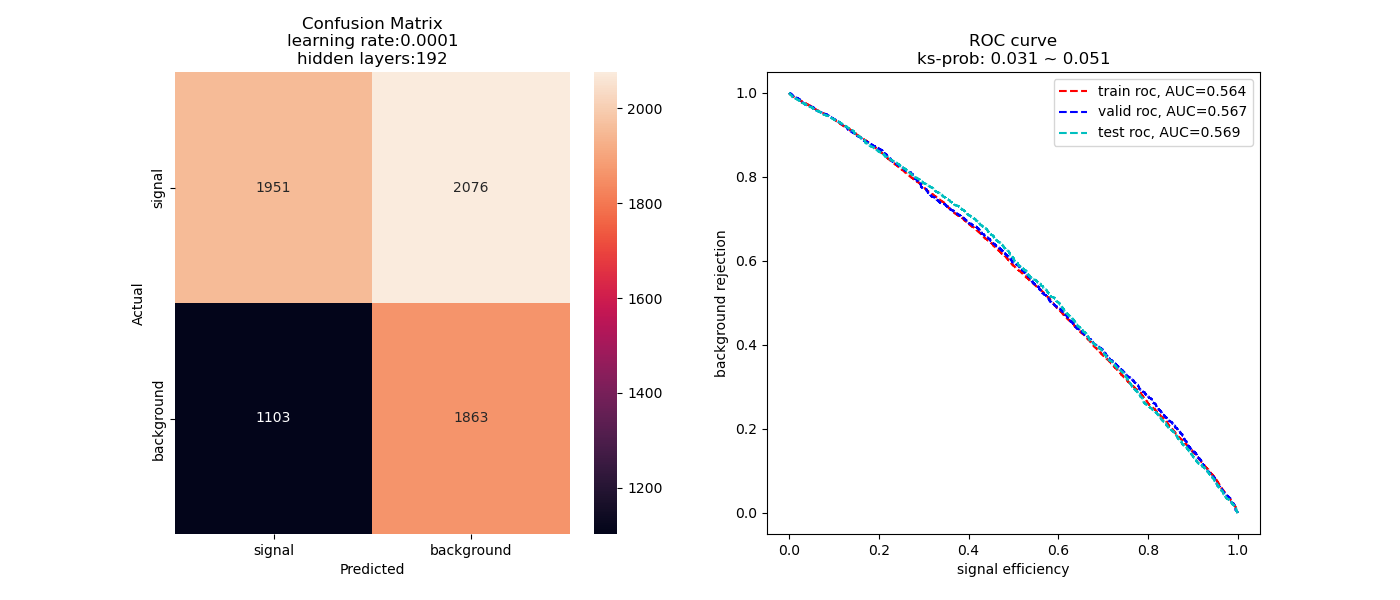 Confusion Matrix
learning rate:0.0001
hidden layers:192
signal
background
Actual
1951
2076
1103
1863
signal
background
Predicted
2000
1800
1600
1400
1200
ROC curve
ks-prob: 0.031 ~ 0.051
train roc, AUC=0.564
valid roc, AUC=0.567
test roc, AUC=0.569
background rejection
1.0
0.8
0.6
0.4
0.2
0.0
0.0
0.2
0.4
0.6
0.8
1.0
signal efficiency